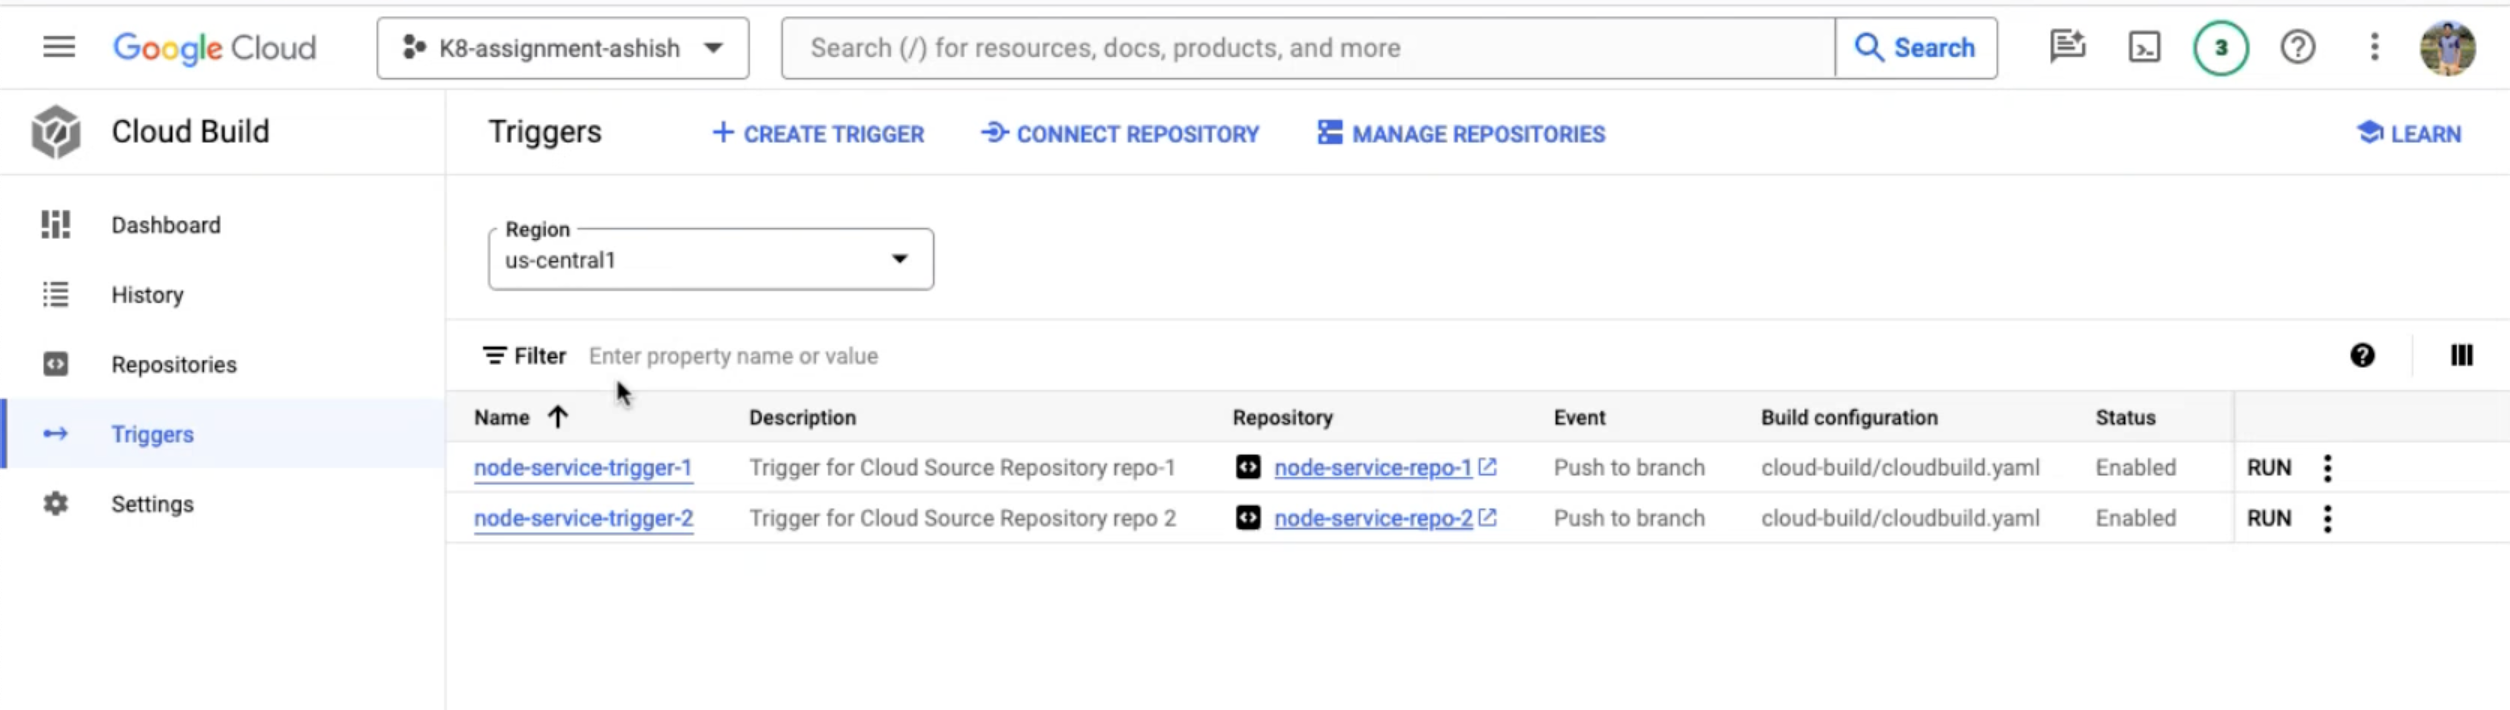 Google Cloud K8-assignment-ashish Search (/) for resources, docs, products, and more Search 3
Cloud Build
Triggers CREATE TRIGGER CONNECT REPOSITORY MANAGE REPOSITORIES LEARN
Dashboard
History
Repositories
Triggers
Settings
Region
us-central1
Filter Enter property name or value
Name Description Repository Event Build configuration Status
node-service-trigger-1 Trigger for Cloud Source Repository repo-1 node-service-repo-1 Push to branch cloud-build/cloudbuild.yaml Enabled RUN
node-service-trigger-2 Trigger for Cloud Source Repository repo 2 node-service-repo-2 Push to branch cloud-build/cloudbuild.yaml Enabled RUN